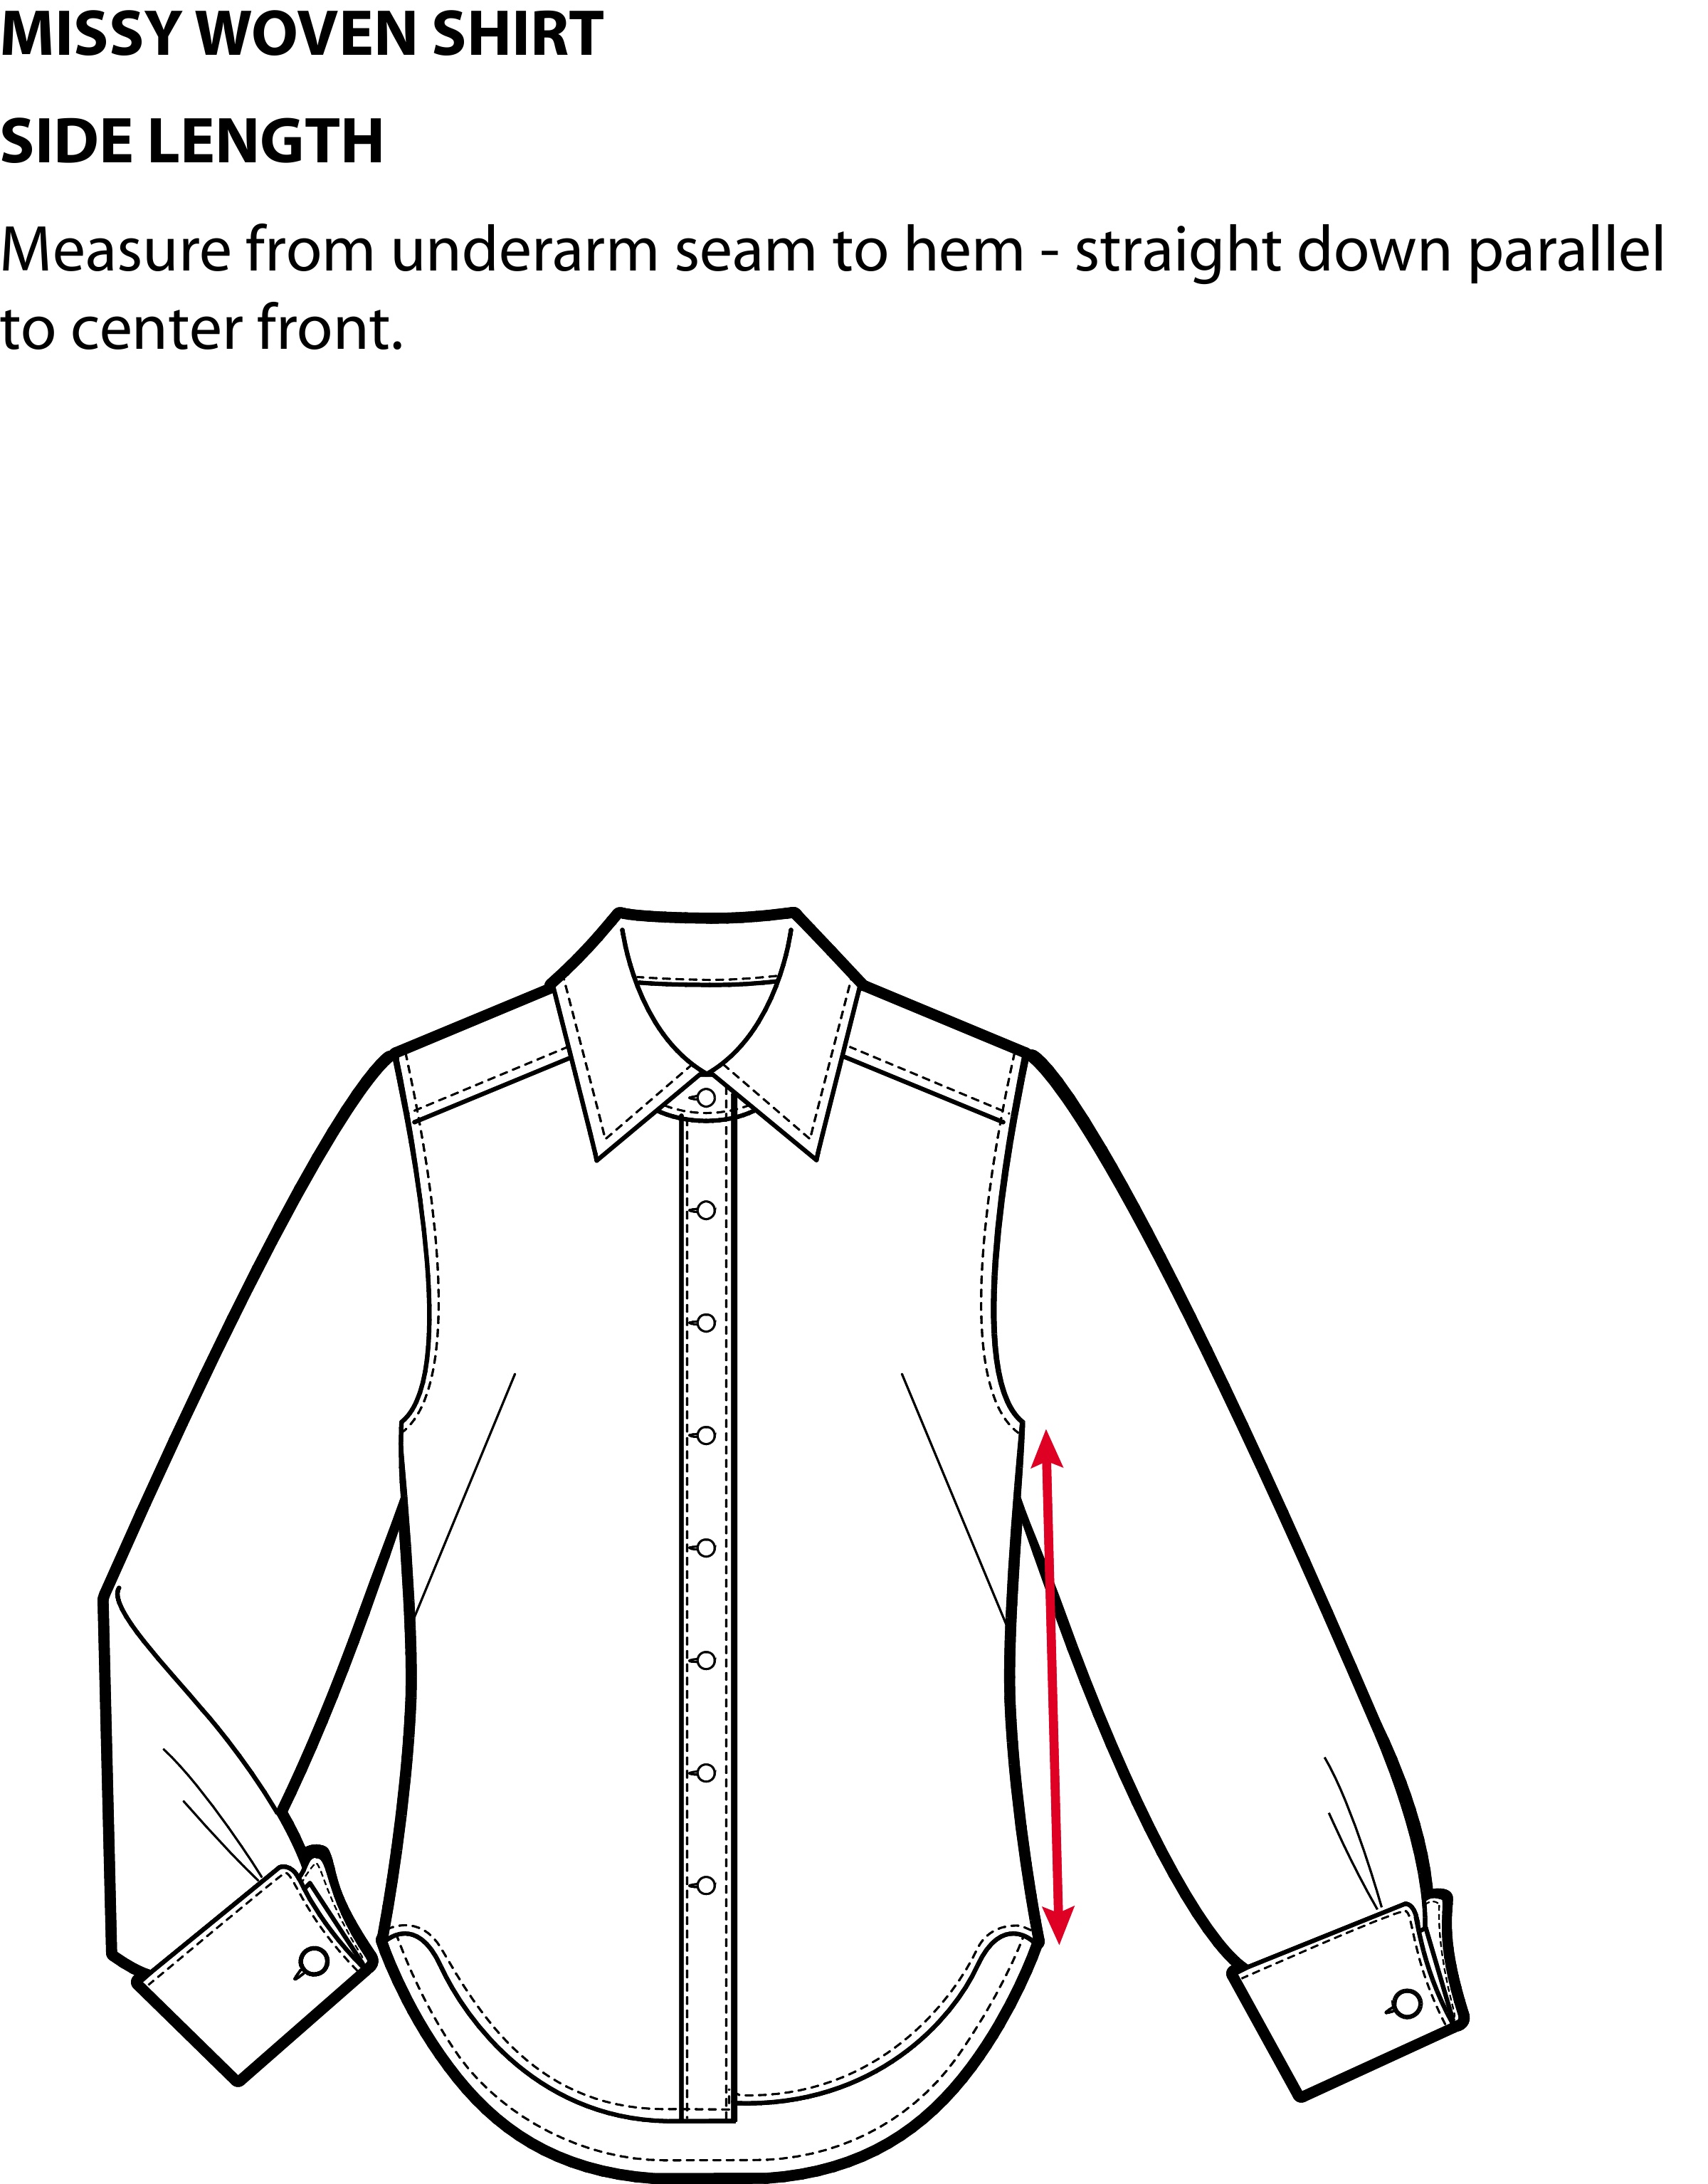 MISSY WOVEN SHIRT
SIDE LENGTH
Measure from underarm seam to hem - straight down parallel
to center front.